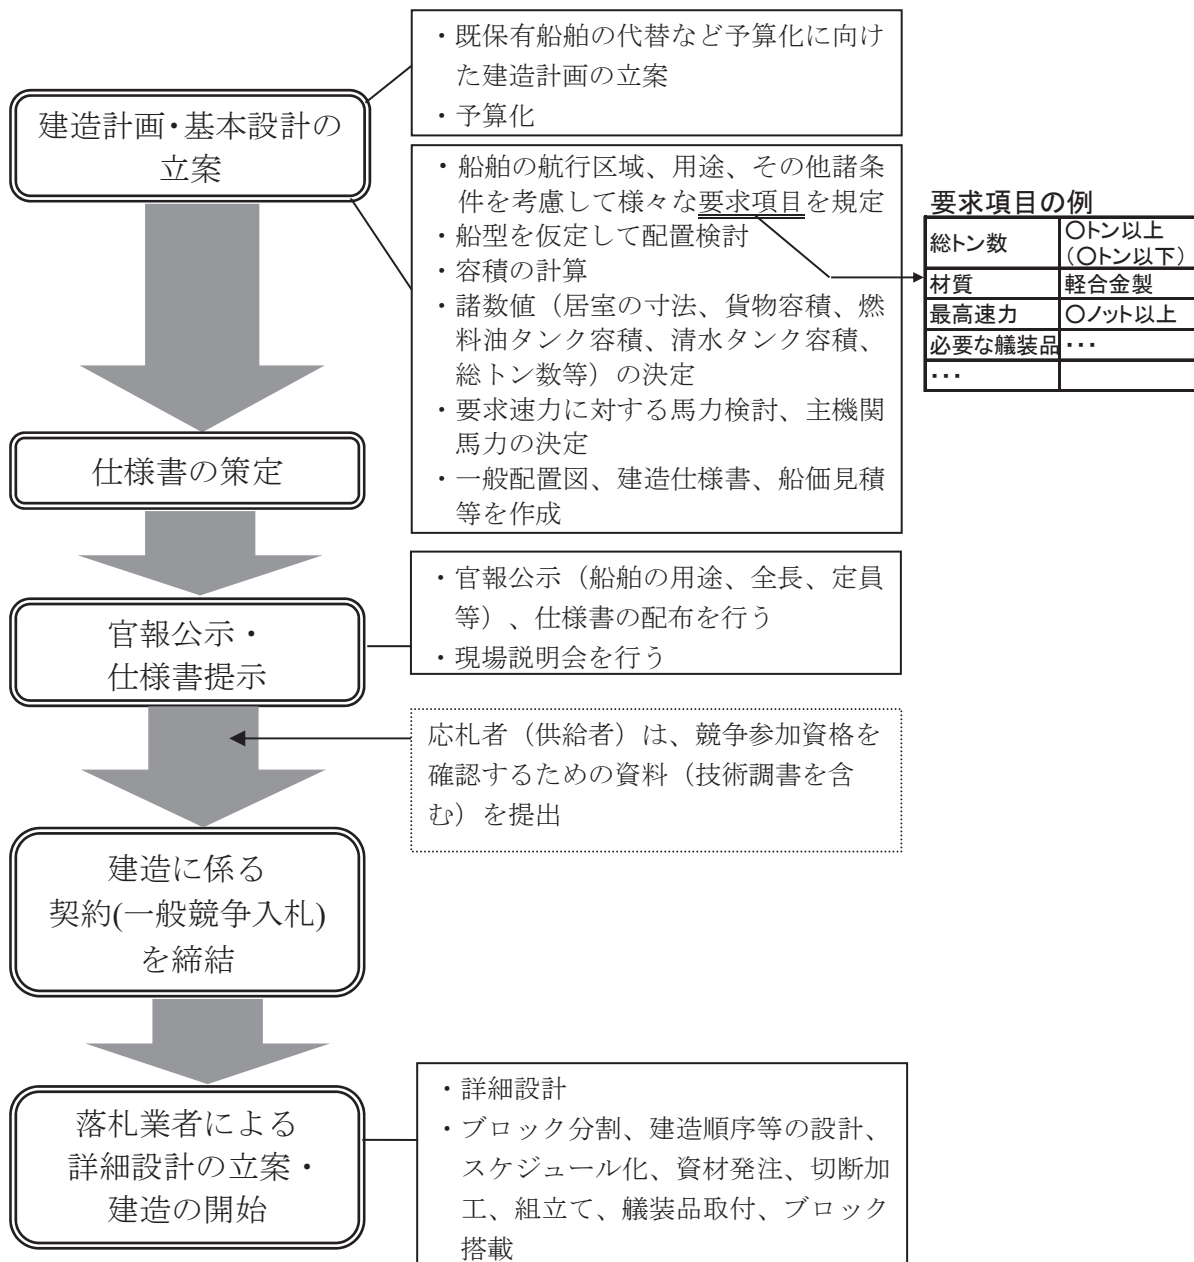 建造計画･基本設計の
立案
・既保有船舶の代替など予算化に向け
た建造計画の立案
・予算化
・船舶の航行区域、用途、その他諸条
件を考慮して様々な要求項目を規定
・船型を仮定して配置検討
・容積の計算
・諸数値（居室の寸法、貨物容積、燃
料油タンク容積、清水タンク容積、
総トン数等）の決定
・要求速力に対する馬力検討、主機関
馬力の決定
・一般配置図、建造仕様書、船価見積
等を作成
要求項目の例
総トン数 〇トン以上
（〇トン以下）
材質 軽合金製
最高速力 〇ノット以上
必要な艤装品 ･･･
･･･
仕様書の策定
官報公示・
仕様書提示
・官報公示（船舶の用途、全長、定員
等）、仕様書の配布を行う
・現場説明会を行う
応札者（供給者）は、競争参加資格を
確認するための資料（技術調書を含
む）を提出
建造に係る
契約(一般競争入札)
を締結
落札業者による
詳細設計の立案・
建造の開始
・詳細設計
・ブロック分割、建造順序等の設計、
スケジュール化、資材発注、切断加
工、組立て、艤装品取付、ブロック
搭載